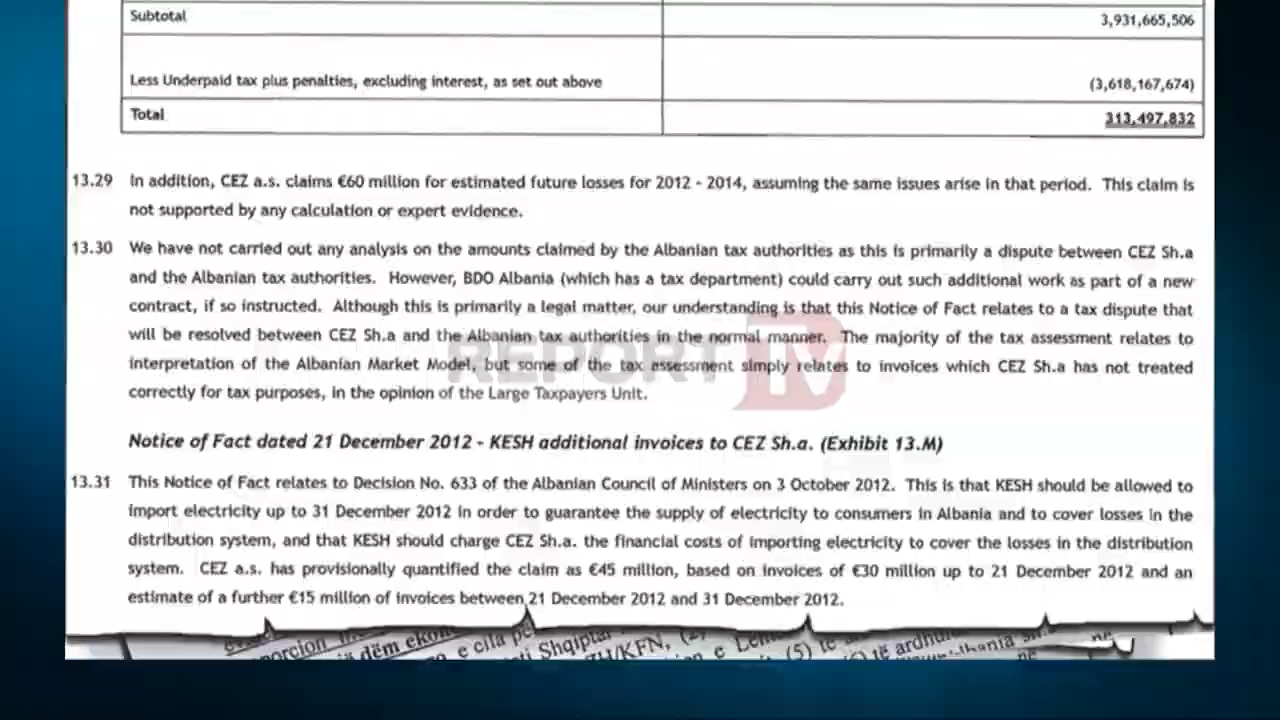 Subtotal 3,931,665,506
Less Underpaid tax plus penalties, excluding interest, as set out above (3,618,167,674)
Total 313,497,832
13.29 In addition, CEZ a.s. claims €60 million for estimated future losses for 2012 - 2014, assuming the same issues arise in that period. This claim is
not supported by any calculation or expert evidence.
13.30 We have not carried out any analysis on the amounts claimed by the Albanian tax authorities as this is primarily a dispute between CEZ Sh.a
and the Albanian tax authorities. However, BDO Albania (which has a tax department) could carry out such additional work as part of a new
contract, if so instructed. Although this is primarily a legal matter, our understanding is that this Notice of Fact relates to a tax dispute that
will be resolved between CEZ Sh.a and the Albanian tax authorities in the normal manner. The majority of the tax assessment relates to
interpretation of the Albanian Market Model, but some of the tax assessment simply relates to invoices which CEZ Sh.a has not treated
correctly for tax purposes, in the opinion of the Large Taxpayers Unit.
REPORT TV
Notice of Fact dated 21 December 2012 - KESH additional invoices to CEZ Sh.a. (Exhibit 13.M)
13.31 This Notice of Fact relates to Decision No. 633 of the Albanian Council of Ministers on 3 October 2012. This is that KESH should be allowed to
import electricity up to 31 December 2012 in order to guarantee the supply of electricity to consumers in Albania and to cover losses in the
distribution system, and that KESH should charge CEZ Sh.a. the financial costs of importing electricity to cover the losses in the distribution
system. CEZ a.s. has provisionally quantified the claim as €45 million, based on invoices of €30 million up to 21 December 2012 and an
estimate of a further €15 million of invoices between 21 December 2012 and 31 December 2012.
dëm
e cila
(2)
e
(5) të
të
në